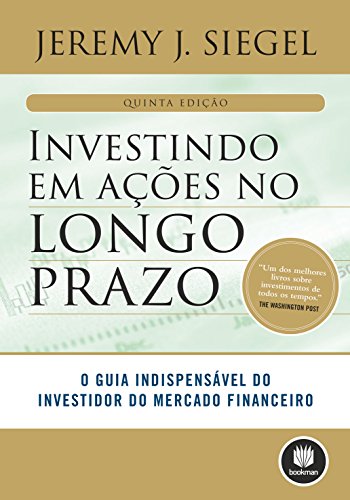 JEREMY J. SIEGEL
QUINTA EDIÇÃO
INVESTINDO
EM AÇÕES NO
LONGO
PRAZO
"Um dos melhores
livros sobre
investimentos de
todos os tempos."
THE WASHINGTON POST
O GUIA INDISPENSÁVEL DO
INVESTIDOR DO MERCADO FINANCEIRO
bookman